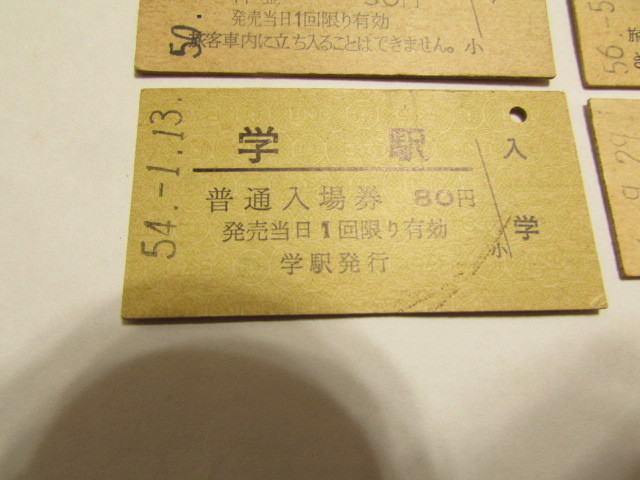 発売当日1回限り有効
旅客車内に立ち入ることはできません。
小
50.
56.-5
54.-1.13.
学 駅
普通入場券 80円
発売当日1回限り有効
学駅発行
入
学
小